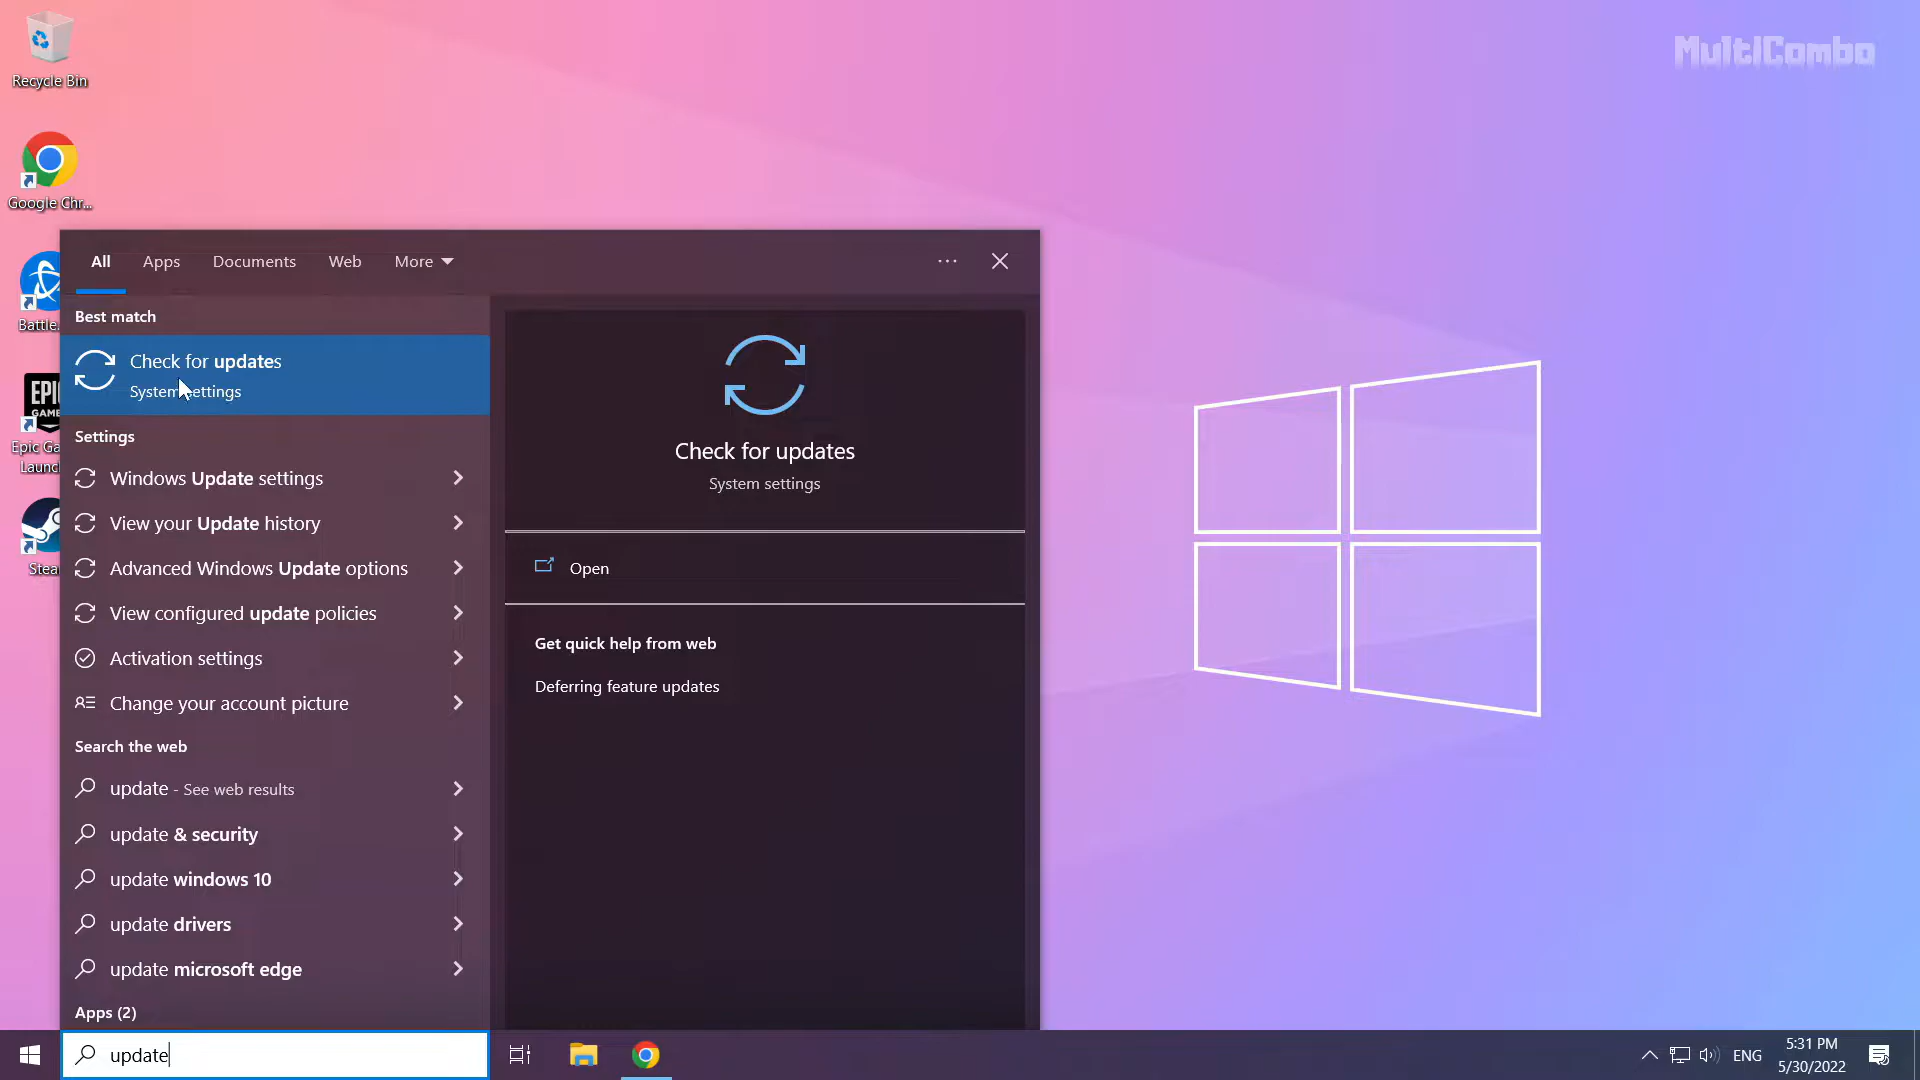 Recycle Bin
MultiCombo
Google Chr...
Battle.
EPIC
GAM
Epic Ga
Launc
Stea
All
Apps
Documents
Web
More
Best match
Check for updates
System settings
Settings
Windows Update settings
View your Update history
Advanced Windows Update options
View configured update policies
Activation settings
Change your account picture
Search the web
update - See web results
update & security
update windows 10
update drivers
update microsoft edge
Apps (2)
Check for updates
System settings
Open
Get quick help from web
Deferring feature updates
update
ENG
5:31 PM
5/30/2022